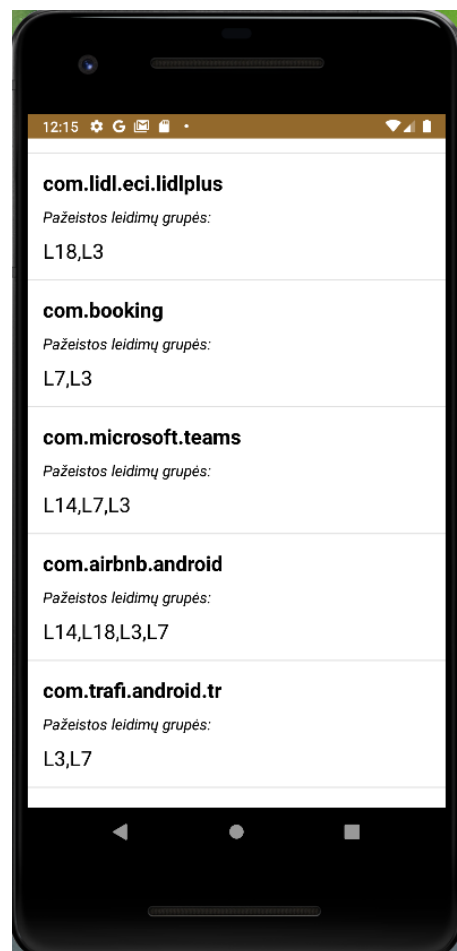 12:15
com.lidl.eci.lidlplus
Pažeistos leidimų grupės:
L18,L3
com.booking
Pažeistos leidimų grupės:
L7,L3
com.microsoft.teams
Pažeistos leidimų grupės:
L14,L7,L3
com.airbnb.android
Pažeistos leidimų grupės:
L14,L18,L3,L7
com.trafi.android.tr
Pažeistos leidimų grupės:
L3,L7